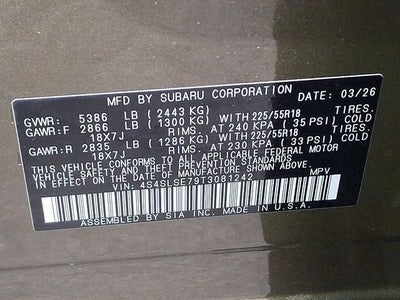 MFD BY SUBARU CORPORATION DATE: 03/26
GVWR: 5386 LB (2443 KG)
GAWR:F 2866 LB (1300 KG) WITH 225/55R18 TIRES.
18X7J RIMS. AT 240 KPA (35 PSI) COLD.
GAWR:R 2835 LB (1286 KG) WITH 225/55R18 TIRES.
18X7J RIMS. AT 230 KPA (33 PSI) COLD.
THIS VEHICLE CONFORMS TO ALL APPLICABLE FEDERAL MOTOR
VEHICLE SAFETY, BUMPER, AND THEFT PREVENTION STANDARDS
IN EFFECT ON THE DATE OF MANUFACTURE SHOWN ABOVE.
VIN: 4S4SLSE79T3081242 MPV
ASSEMBLED BY SIA INC. MADE IN U.S.A.